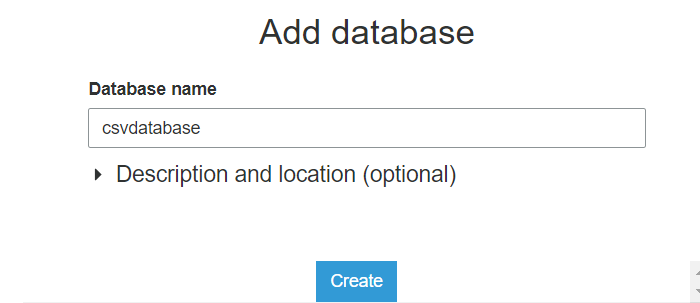 Add database
Database name
csvdatabase
Description and location (optional)
Create